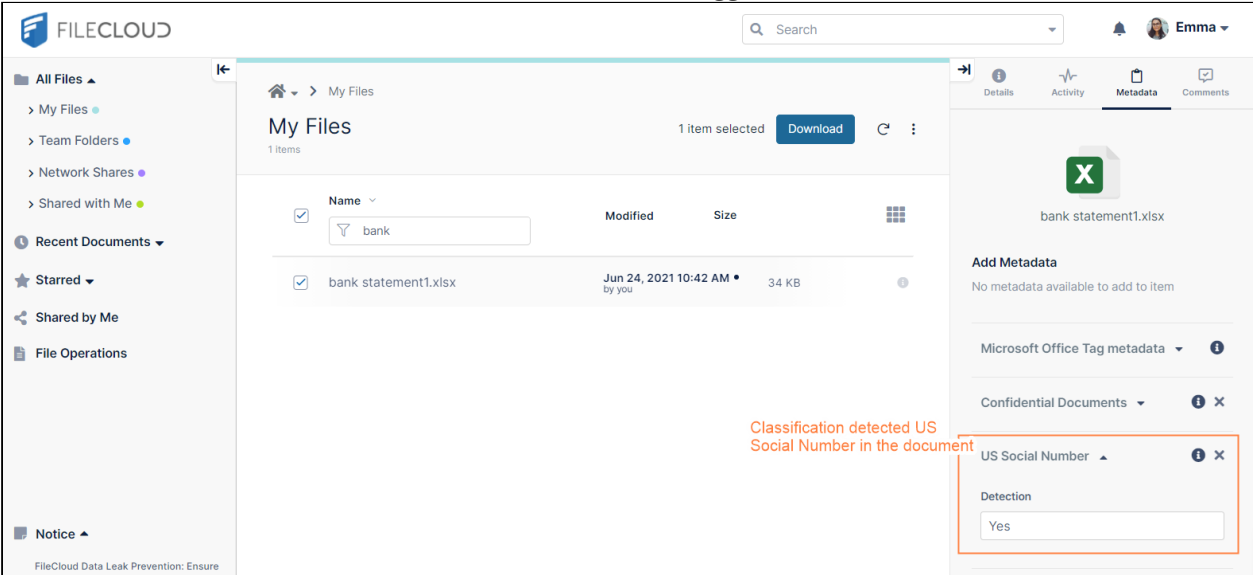 FILECLOUD
Search
Emma
All Files
My Files
Team Folders
Network Shares
Shared with Me
Recent Documents
Starred
Shared by Me
File Operations
Notice
FileCloud Data Leak Prevention: Ensure
My Files
My Files
1 items
1 item selected
Download
Name
Modified
Size
bank
bank statement1.xlsx
Jun 24, 2021 10:42 AM
34 KB
by you
Classification detected US
Social Number in the document
Details
Activity
Metadata
Comments
X
bank statement1.xlsx
Add Metadata
No metadata available to add to item
Microsoft Office Tag metadata
Confidential Documents
US Social Number
Detection
Yes